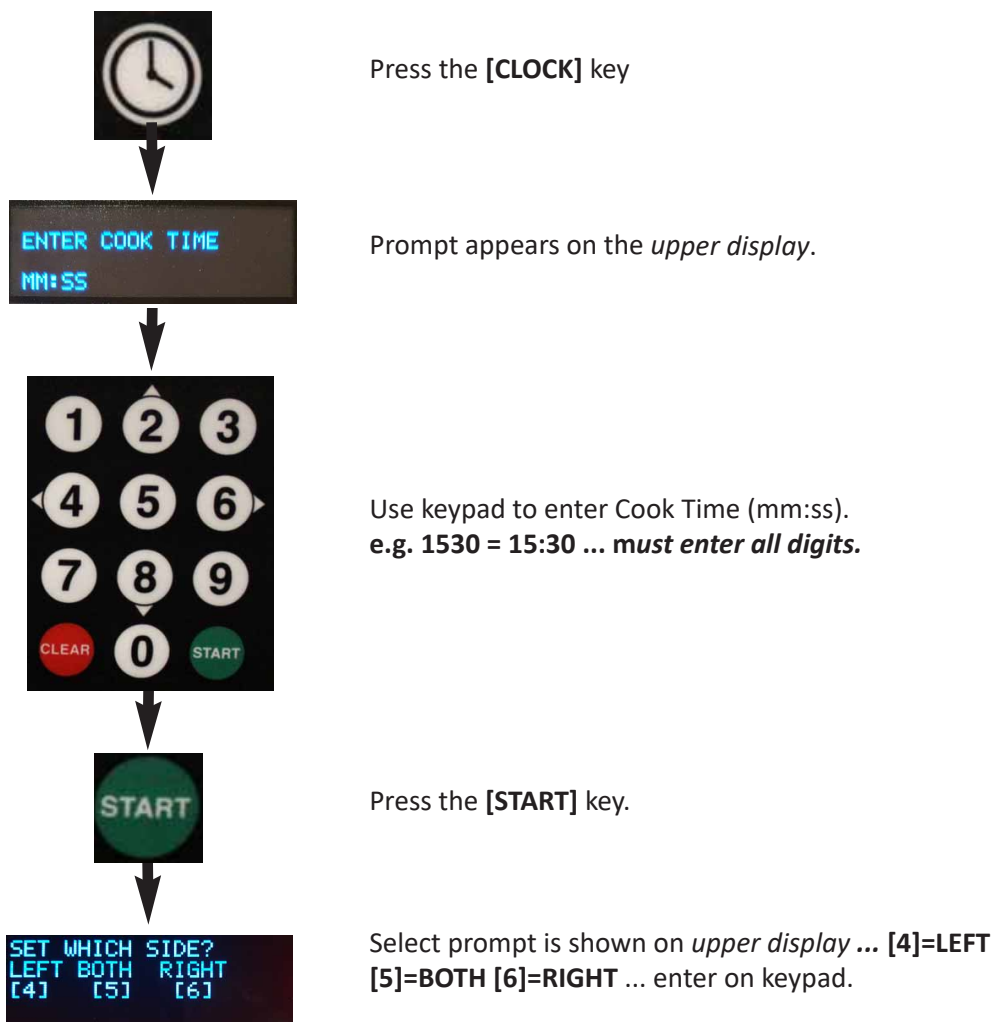 Press the [CLOCK] key
ENTER COOK TIME
MM:SS
Prompt appears on the upper display.
1 2 3
4 5 6
7 8 9
CLEAR 0 START
Use keypad to enter Cook Time (mm:ss).
e.g. 1530 = 15:30 ... must enter all digits.
START
Press the [START] key.
SET WHICH SIDE?
LEFT BOTH RIGHT
[4] [5] [6]
Select prompt is shown on upper display ... [4]=LEFT
[5]=BOTH [6]=RIGHT ... enter on keypad.